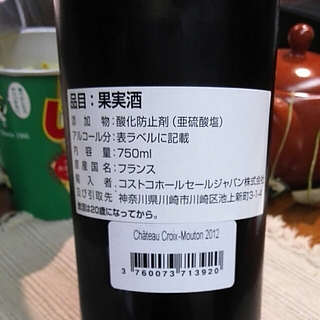 品目：果実酒
添 加 物：酸化防止剤（亜硫酸塩）
アルコール分：表ラベルに記載
内 容 量：750ml
原 産 国 名：フランス
輸 入 者：コストコホールセールジャパン株式会社
及び引取先：神奈川県川崎市川崎区池上新町3-1-4
飲酒は20歳になってから。
Château Croix-Mouton 2012
3 760073 713920